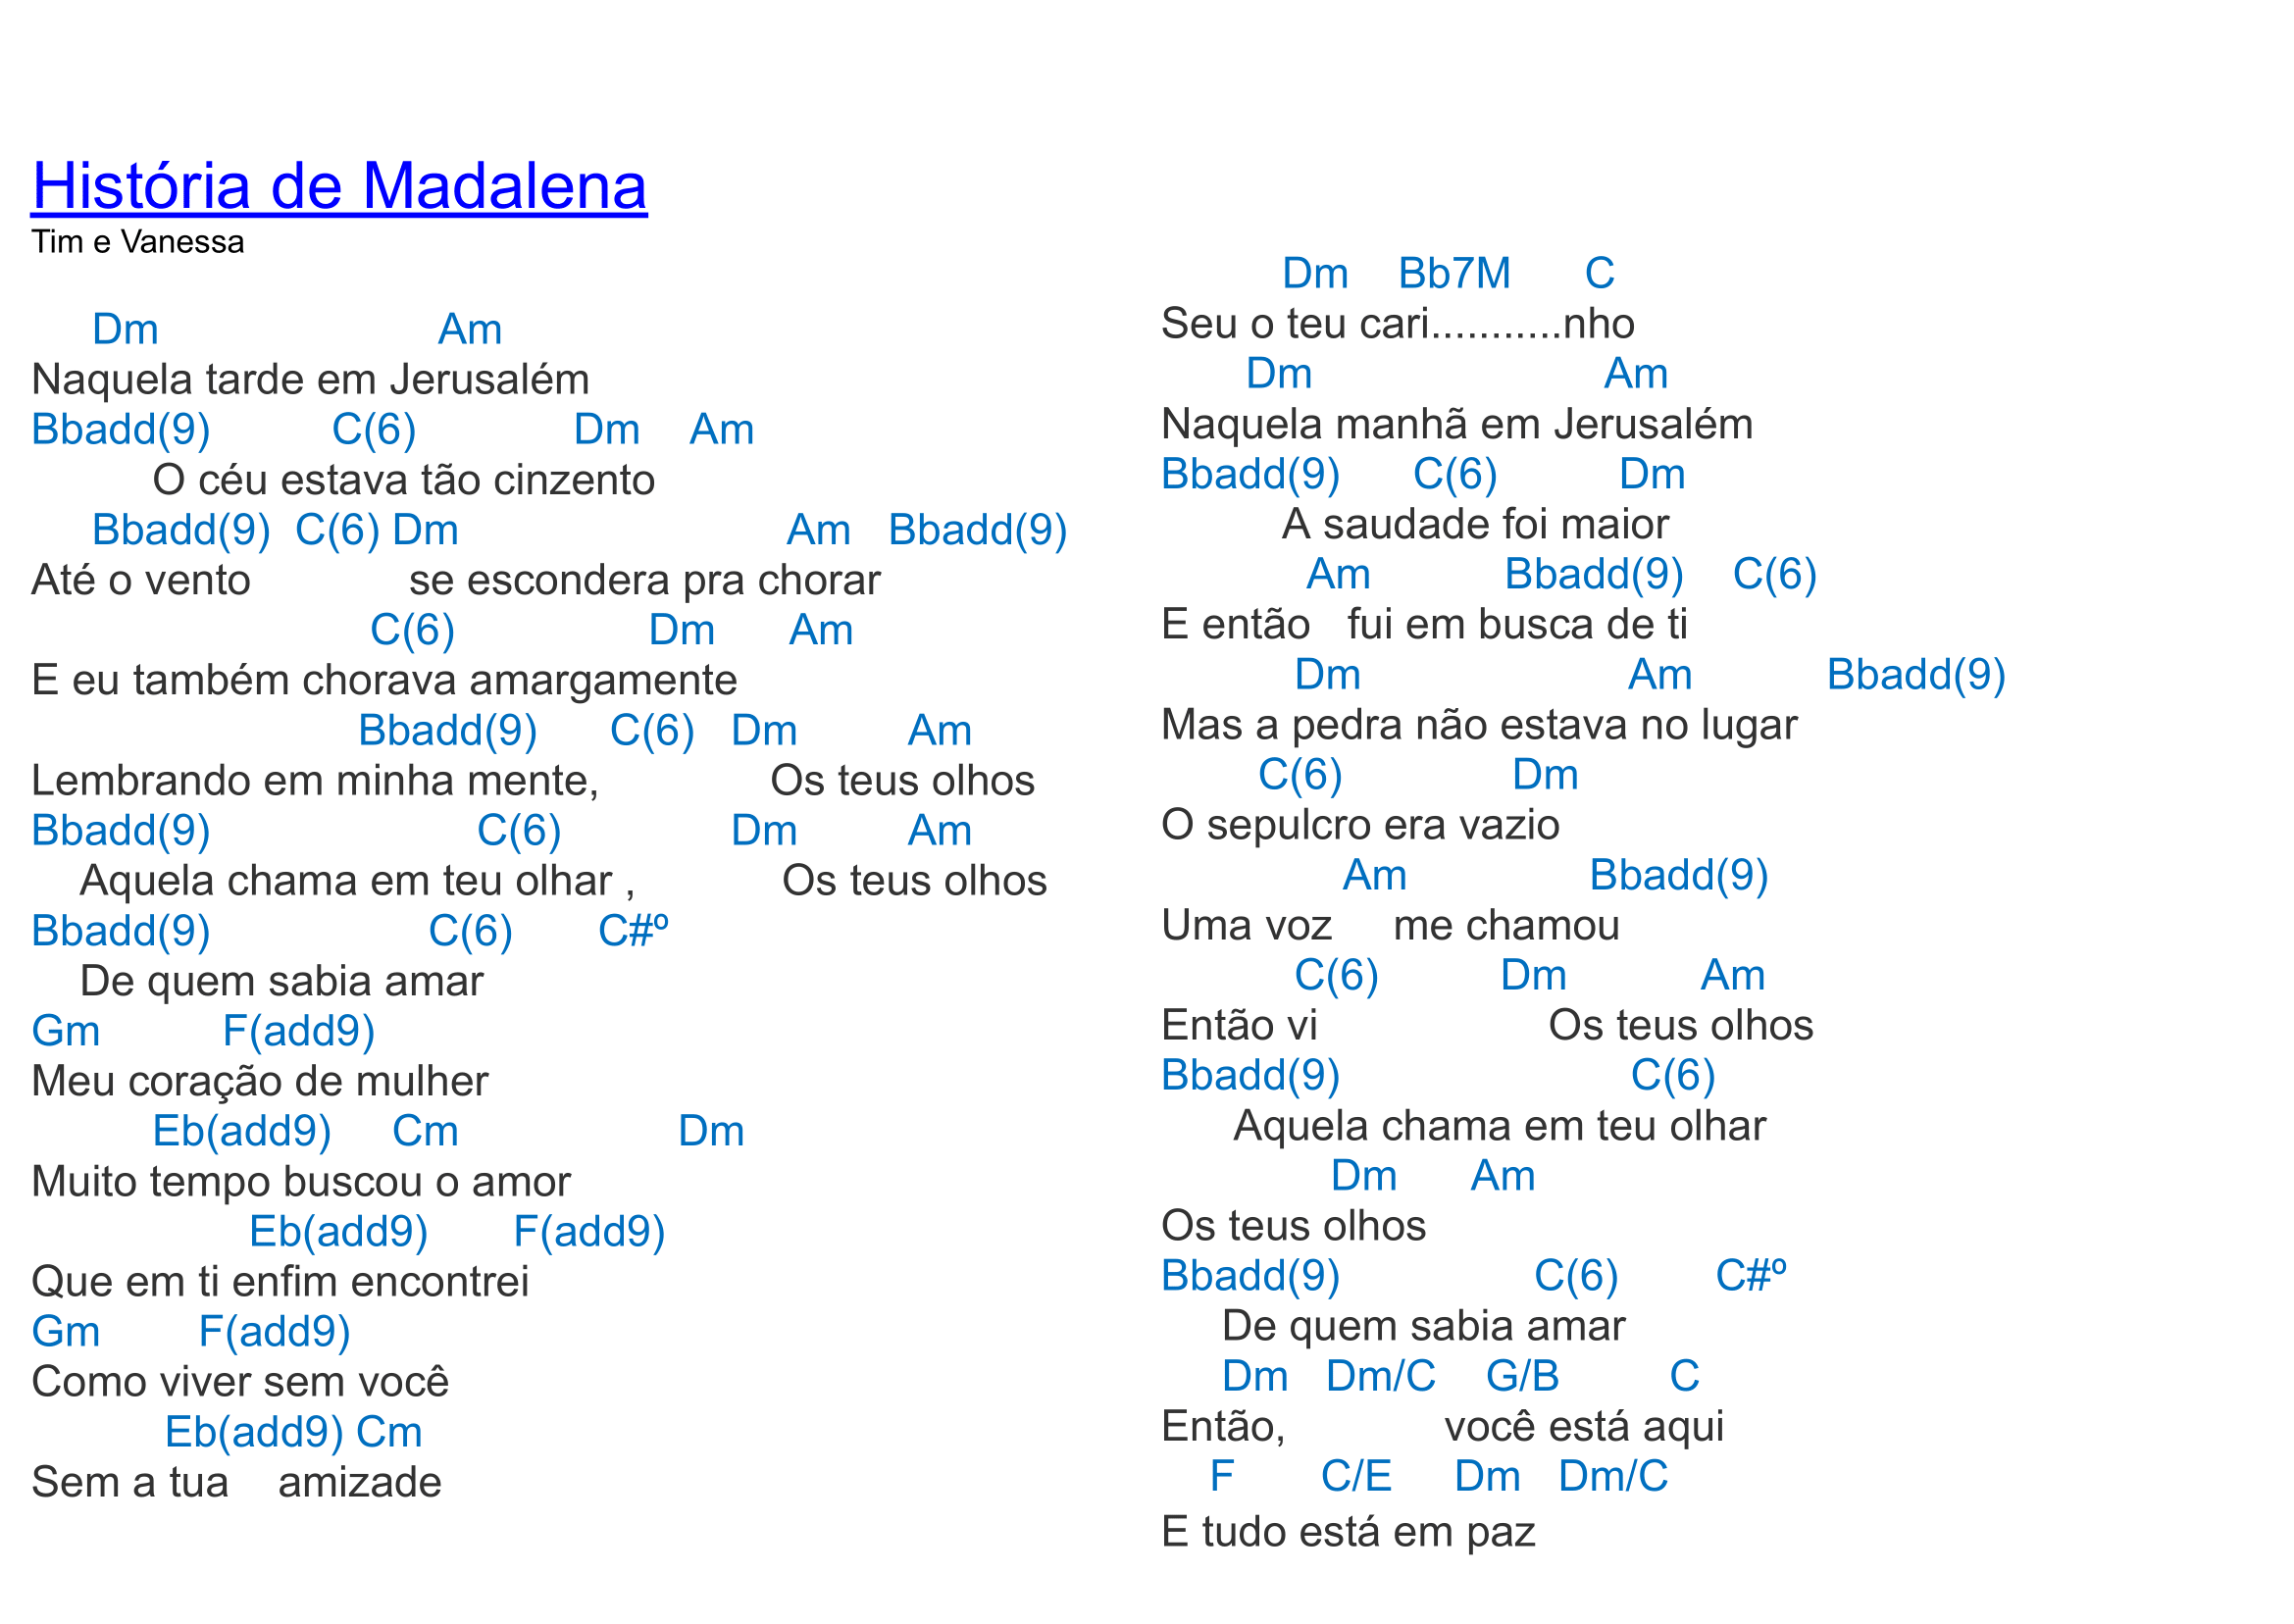 História de Madalena
Tim e Vanessa
Dm Am
Naquela tarde em Jerusalém
Bbadd(9) C(6) Dm Am
O céu estava tão cinzento
Bbadd(9) C(6) Dm Am Bbadd(9)
Até o vento se escondera pra chorar
C(6) Dm Am
E eu também chorava amargamente
Bbadd(9) C(6) Dm Am
Lembrando em minha mente, Os teus olhos
Bbadd(9) C(6) Dm Am
Aquela chama em teu olhar , Os teus olhos
Bbadd(9) C(6) C#º
De quem sabia amar
Gm F(add9)
Meu coração de mulher
Eb(add9) Cm Dm
Muito tempo buscou o amor
Eb(add9) F(add9)
Que em ti enfim encontrei
Gm F(add9)
Como viver sem você
Eb(add9) Cm
Sem a tua amizade
Dm Bb7M C
Seu o teu cari...........nho
Dm Am
Naquela manhã em Jerusalém
Bbadd(9) C(6) Dm
A saudade foi maior
Am Bbadd(9) C(6)
E então fui em busca de ti
Dm Am Bbadd(9)
Mas a pedra não estava no lugar
C(6) Dm
O sepulcro era vazio
Am Bbadd(9)
Uma voz me chamou
C(6) Dm Am
Então vi Os teus olhos
Bbadd(9) C(6)
Aquela chama em teu olhar
Dm Am
Os teus olhos
Bbadd(9) C(6) C#º
De quem sabia amar
Dm Dm/C G/B C
Então, você está aqui
F C/E Dm Dm/C
E tudo está em paz